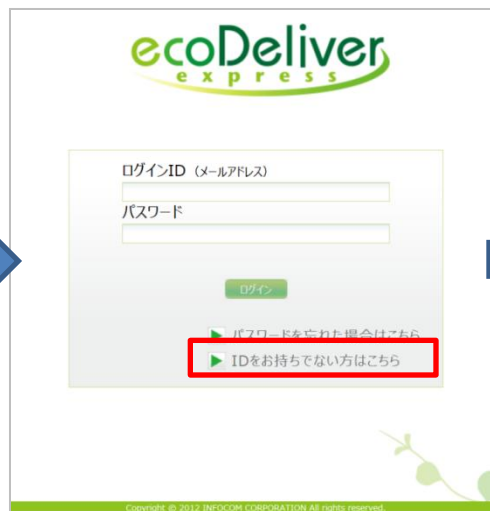 ecoDeliver
express
ログインID（メールアドレス）
パスワード
ログイン
パスワードを忘れた場合はこちら
IDをお持ちでない方はこちら
Copyright © 2012 INFOCOM CORPORATION All rights reserved.